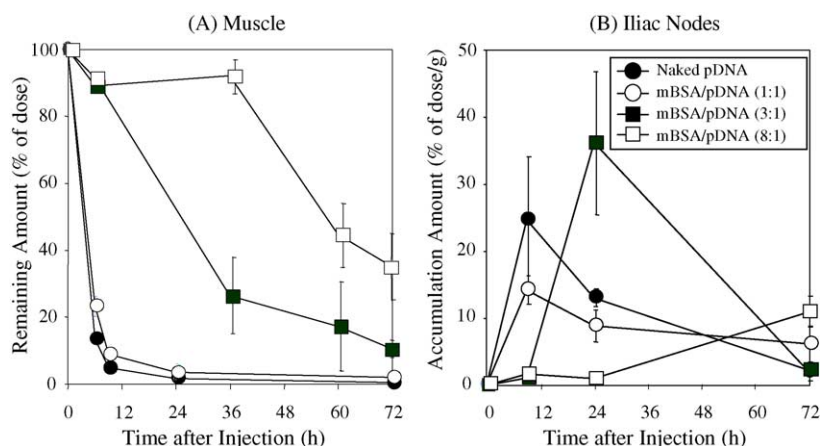 (A) Muscle
Remaining Amount (% of dose)
100
80
60
40
20
0
0 12 24 36 48 60 72
Time after Injection (h)
(B) Iliac Nodes
Accumulation Amount (% of dose/g)
50
40
30
20
10
0
0 12 24 36 48 60 72
Time after Injection (h)
Naked pDNA
mBSA/pDNA (1:1)
mBSA/pDNA (3:1)
mBSA/pDNA (8:1)